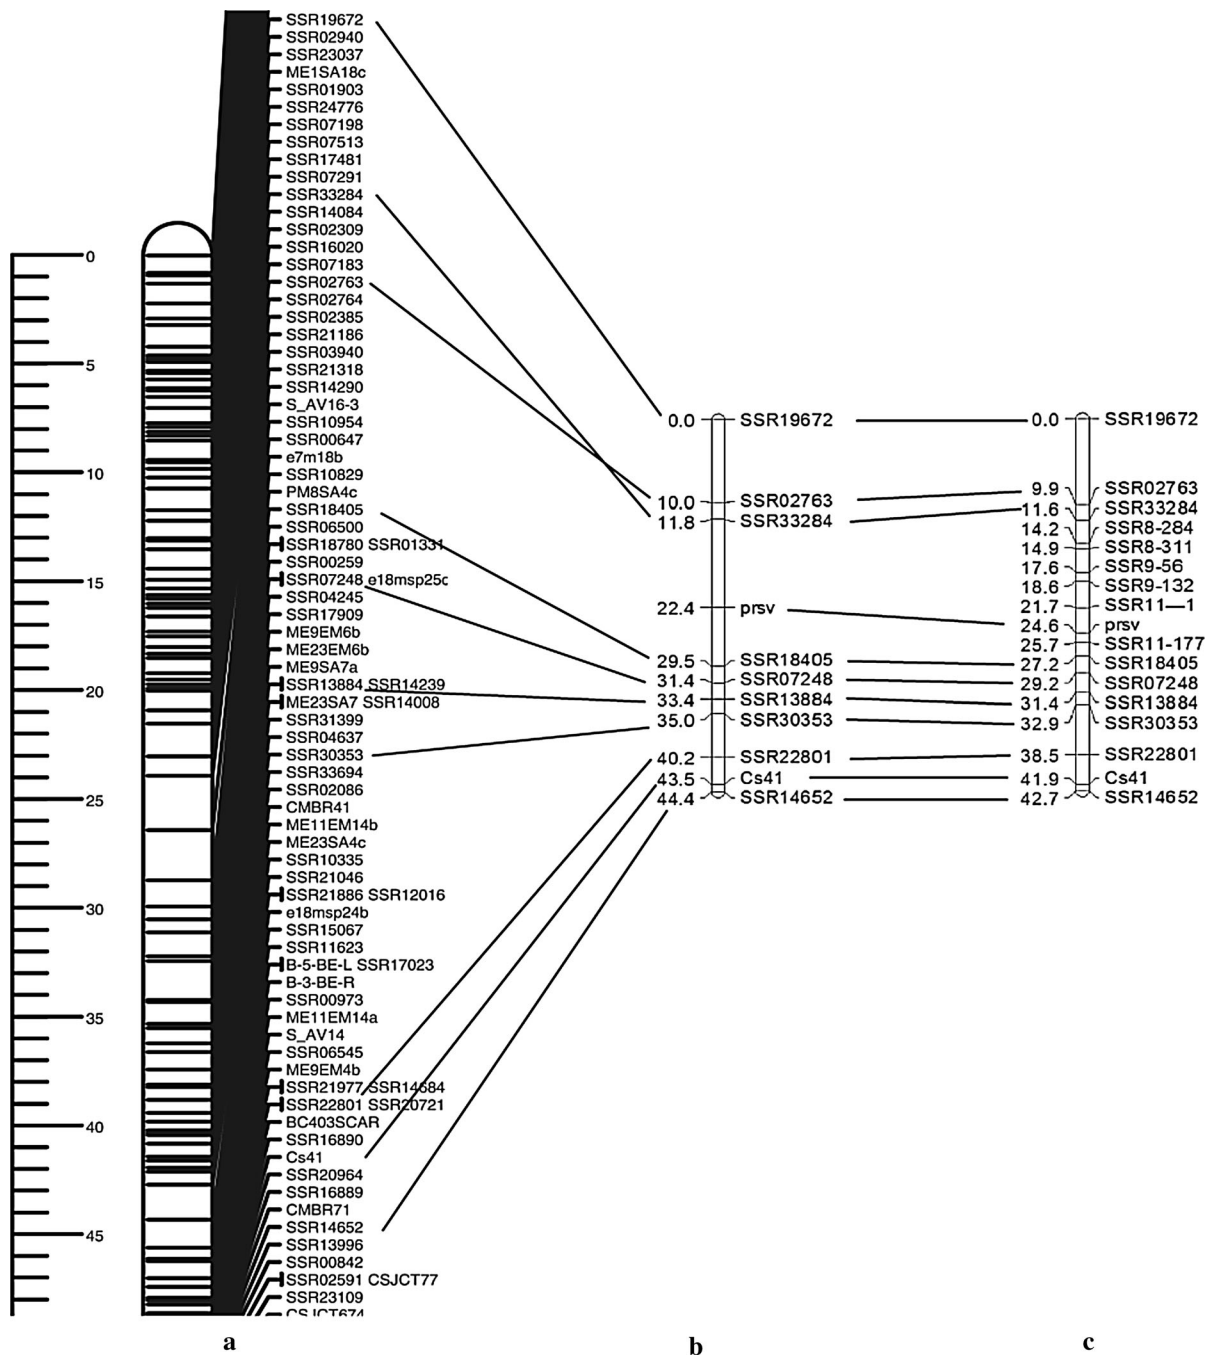 0
5
10
15
20
25
30
35
40
45
SSR19672
SSR02940
SSR23037
ME1SA18c
SSR01903
SSR24776
SSR07198
SSR07513
SSR17481
SSR07291
SSR33284
SSR14084
SSR02309
SSR16020
SSR07183
SSR02763
SSR02764
SSR02385
SSR21186
SSR03940
SSR21318
SSR14290
S_AV16-3
SSR10954
SSR00647
e7m18b
SSR10829
PM8SA4c
SSR18405
SSR06500
SSR18780 SSR01331
SSR00259
SSR07248 e18msp25c
SSR04245
SSR17909
ME9EM6b
ME23EM6b
ME9SA7a
SSR13884 SSR14239
ME23SA7 SSR14008
SSR31399
SSR04637
SSR30353
SSR33694
SSR02086
CMBR41
ME11EM14b
ME23SA4c
SSR10335
SSR21046
SSR21886 SSR12016
e18msp24b
SSR15067
SSR11623
B-5-BE-L SSR17023
B-3-BE-R
SSR00973
ME11EM14a
S_AV14
SSR06545
ME9EM4b
SSR21977 SSR14584
SSR22801 SSR20721
BC403SCAR
SSR16890
Cs41
SSR20964
SSR16889
CMBR71
SSR14652
SSR13996
SSR00842
SSR02591 CSJCT77
SSR23109
CSJCT674
0.0 SSR19672
10.0 SSR02763
11.8 SSR33284
22.4 prsv
29.5 SSR18405
31.4 SSR07248
33.4 SSR13884
35.0 SSR30353
40.2 SSR22801
43.5 Cs41
44.4 SSR14652
0.0 SSR19672
9.9 SSR02763
11.6 SSR33284
14.2 SSR8-284
14.9 SSR8-311
17.6 SSR9-56
18.6 SSR9-132
21.7 SSR11—1
24.6 prsv
25.7 SSR11-177
27.2 SSR18405
29.2 SSR07248
31.4 SSR13884
32.9 SSR30353
38.5 SSR22801
41.9 Cs41
42.7 SSR14652
a
b
c